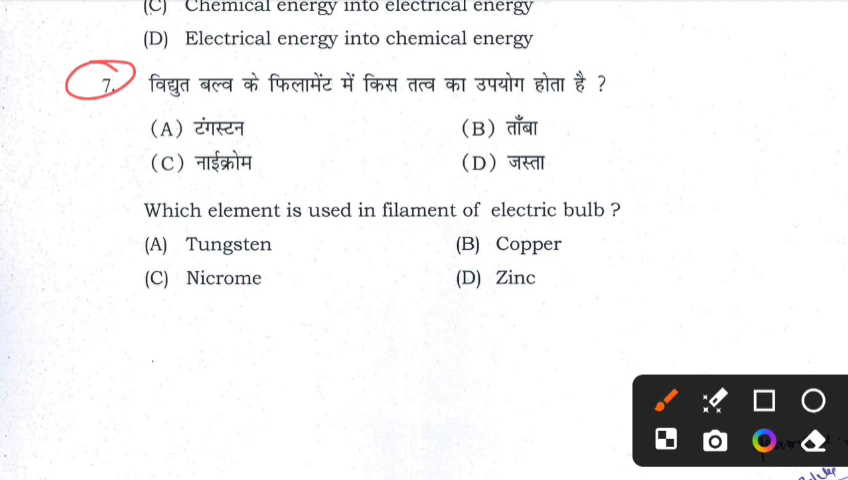 (C) Chemical energy into electrical energy
(D) Electrical energy into chemical energy
7. विद्युत बल्व के फिलामेंट में किस तत्व का उपयोग होता है ?
(A) टंगस्टन (B) ताँबा
(C) नाईक्रोम (D) जस्ता
Which element is used in filament of electric bulb ?
(A) Tungsten (B) Copper
(C) Nicrome (D) Zinc